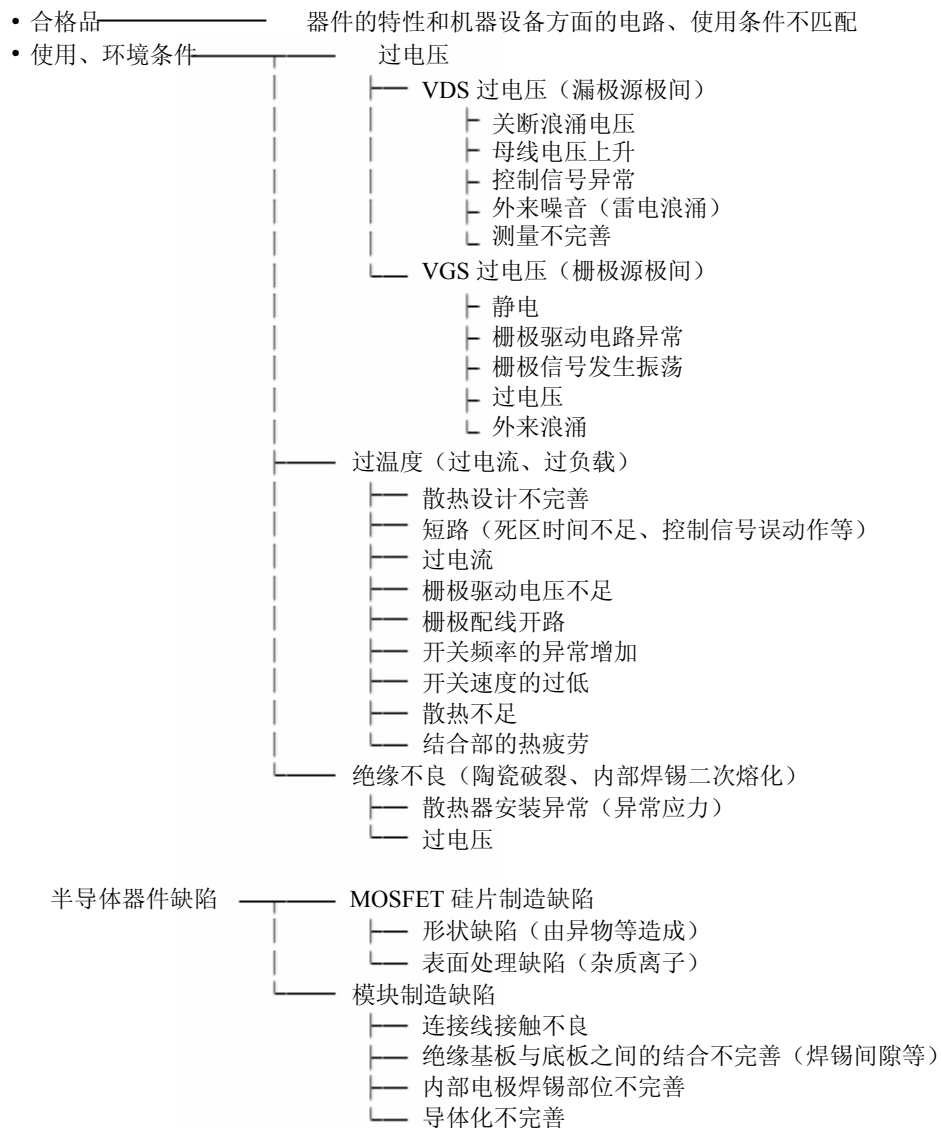 • 合格品 器件的特性和机器设备方面的电路、使用条件不匹配
• 使用、环境条件 过电压
VDS 过电压（漏极源极间）
关断浪涌电压
母线电压上升
控制信号异常
外来噪音（雷电浪涌）
测量不完善
VGS 过电压（栅极源极间）
静电
栅极驱动电路异常
栅极信号发生振荡
过电压
外来浪涌
过温度（过电流、过负载）
散热设计不完善
短路（死区时间不足、控制信号误动作等）
过电流
栅极驱动电压不足
栅极配线开路
开关频率的异常增加
开关速度的过低
散热不足
结合部的热疲劳
绝缘不良（陶瓷破裂、内部焊锡二次熔化）
散热器安装异常（异常应力）
过电压
半导体器件缺陷 MOSFET 硅片制造缺陷
形状缺陷（由异物等造成）
表面处理缺陷（杂质离子）
模块制造缺陷
连接线接触不良
绝缘基板与底板之间的结合不完善（焊锡间隙等）
内部电极焊锡部位不完善
导体化不完善